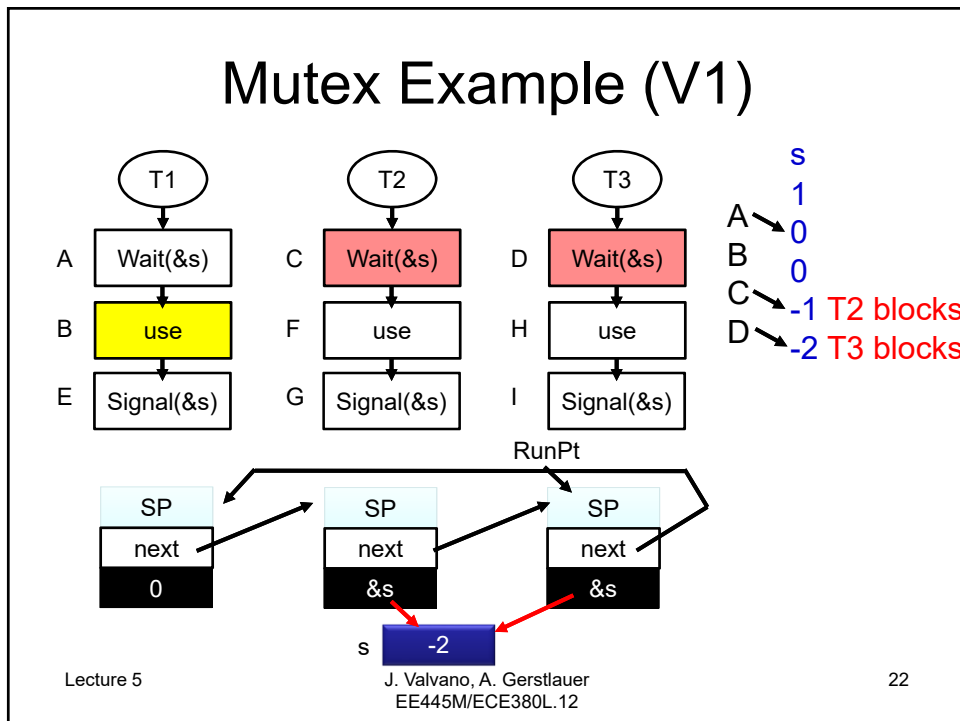 Mutex Example (V1)
T1
T2
T3
A
Wait(&s)
C
Wait(&s)
D
Wait(&s)
B
use
F
use
H
use
E
Signal(&s)
G
Signal(&s)
I
Signal(&s)
s
1
A
0
B
0
C
-1 T2 blocks
D
-2 T3 blocks
RunPt
SP
SP
SP
next
next
next
0
&s
&s
s
-2
Lecture 5
J. Valvano, A. Gerstlauer
EE445M/ECE380L.12
22